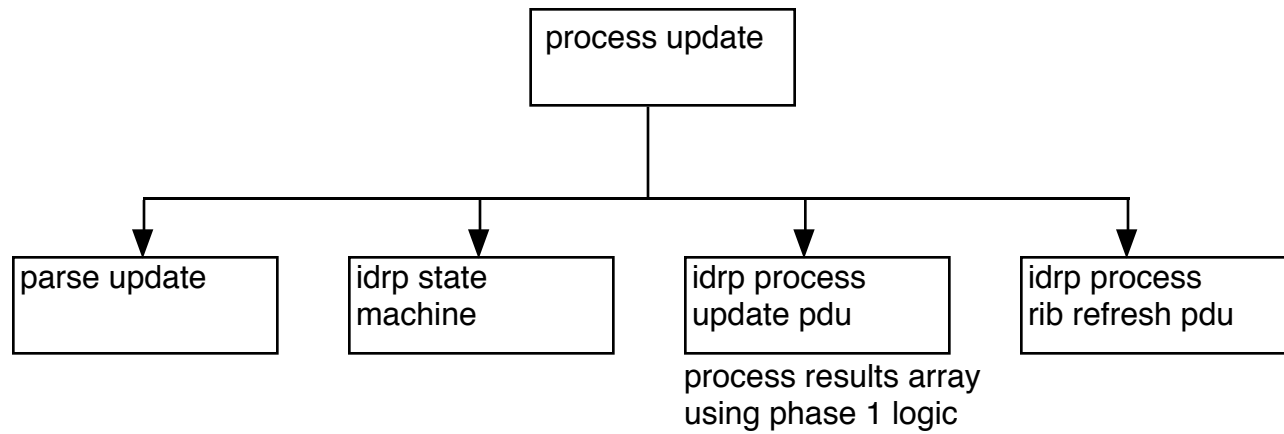 process update
parse update
idrp state
machine
idrp process
update pdu
idrp process
rib refresh pdu
process results array
using phase 1 logic